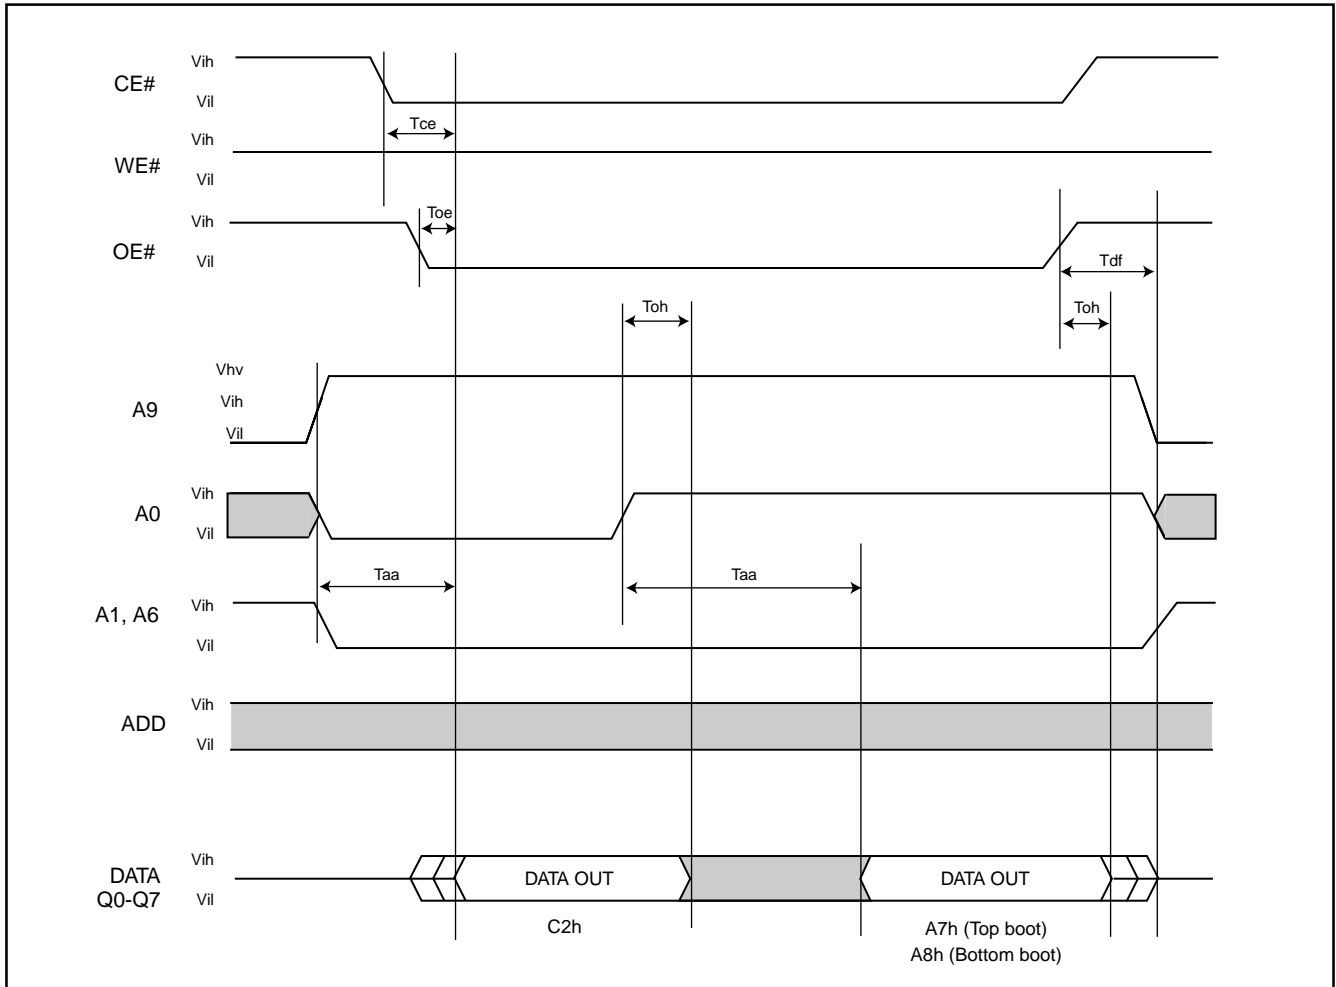 Vih
CE#
Vil
Tce
Vih
WE#
Vil
Toe
Vih
OE#
Vil
Tdf
Toh
Toh
Vhv
Vih
A9
Vil
Vih
A0
Vil
Taa
Taa
Vih
A1, A6
Vil
Vih
ADD
Vil
Vih
DATA
Q0-Q7
Vil
DATA OUT
DATA OUT
C2h
A7h (Top boot)
A8h (Bottom boot)